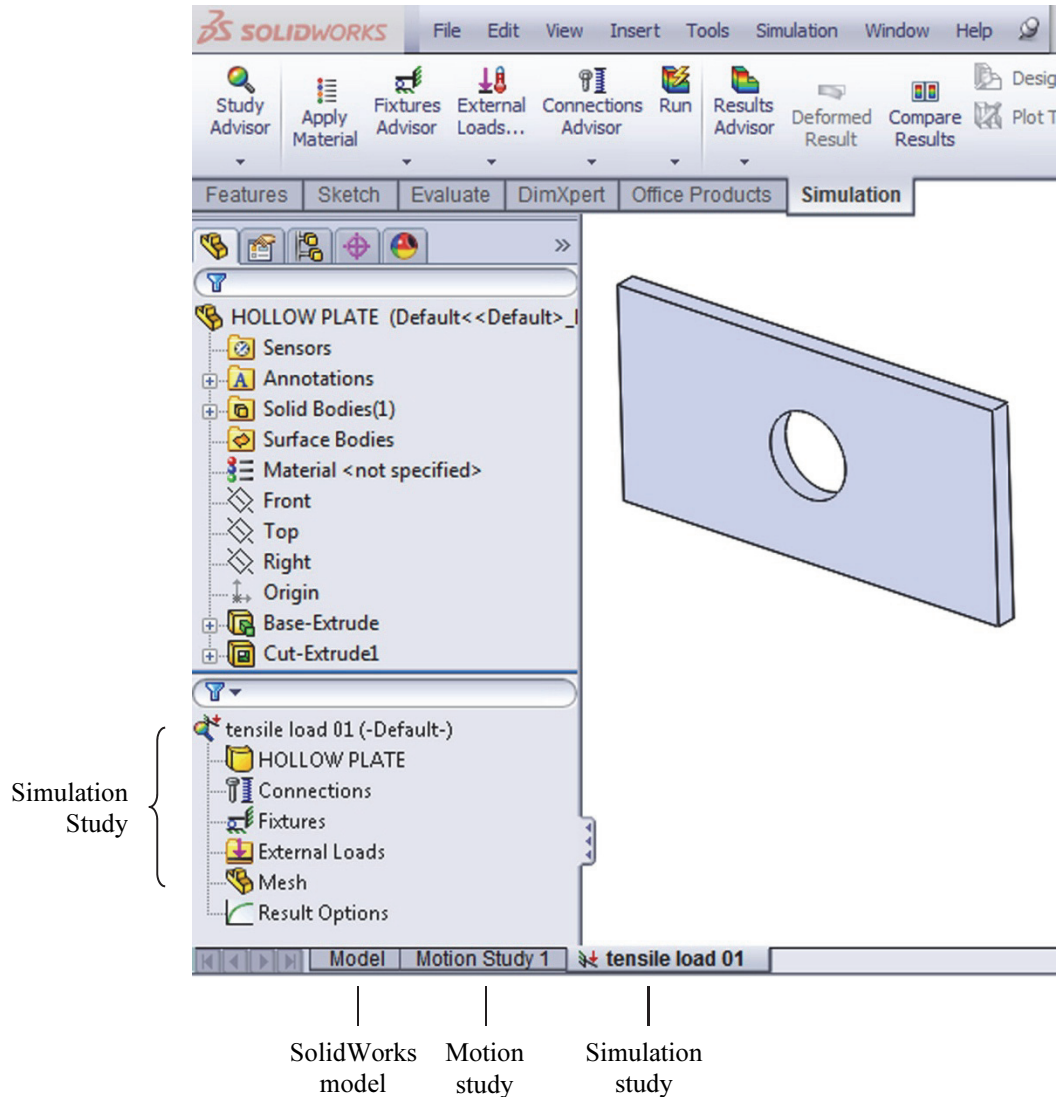 SOLIDWORKS File Edit View Insert Tools Simulation Window Help
Study Advisor
Apply Material
Fixtures Advisor
External Loads...
Connections Advisor
Run
Results Advisor
Deformed Result
Compare Results
Desig
Plot T
Features Sketch Evaluate DimXpert Office Products Simulation
HOLLOW PLATE (Default<<Default>_
Sensors
Annotations
Solid Bodies(1)
Surface Bodies
Material <not specified>
Front
Top
Right
Origin
Base-Extrude
Cut-Extrude1
tensile load 01 (-Default-)
HOLLOW PLATE
Connections
Fixtures
External Loads
Mesh
Result Options
Simulation
Study
Model Motion Study 1 tensile load 01
SolidWorks
model
Motion
study
Simulation
study